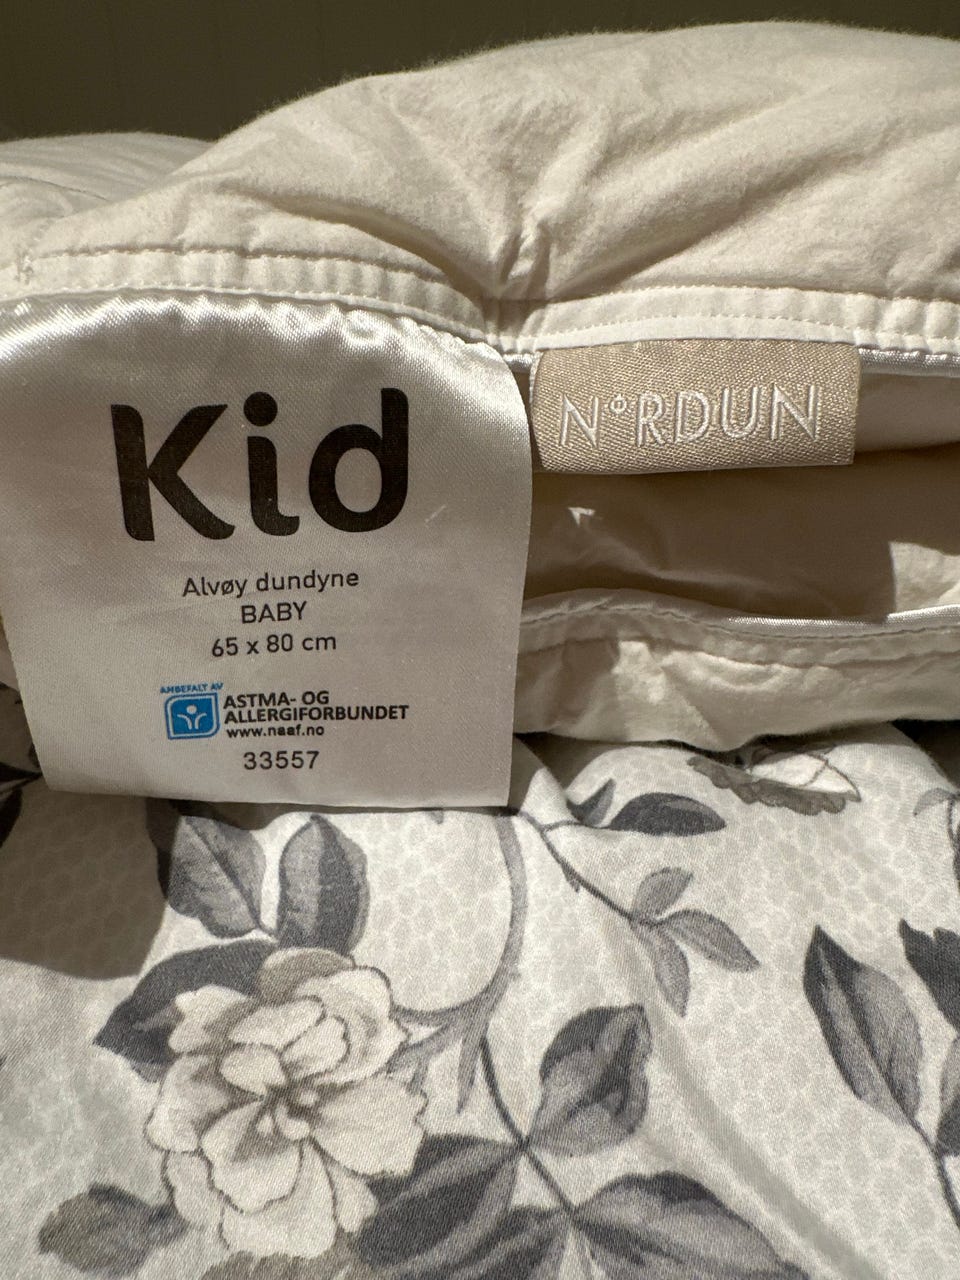 Kid
N°RDUN
Alvøy dundyne
BABY
65 x 80 cm
ANBEFALT AV
ASTMA- OG
ALLERGIFORBUNDET
www.naaf.no
33557